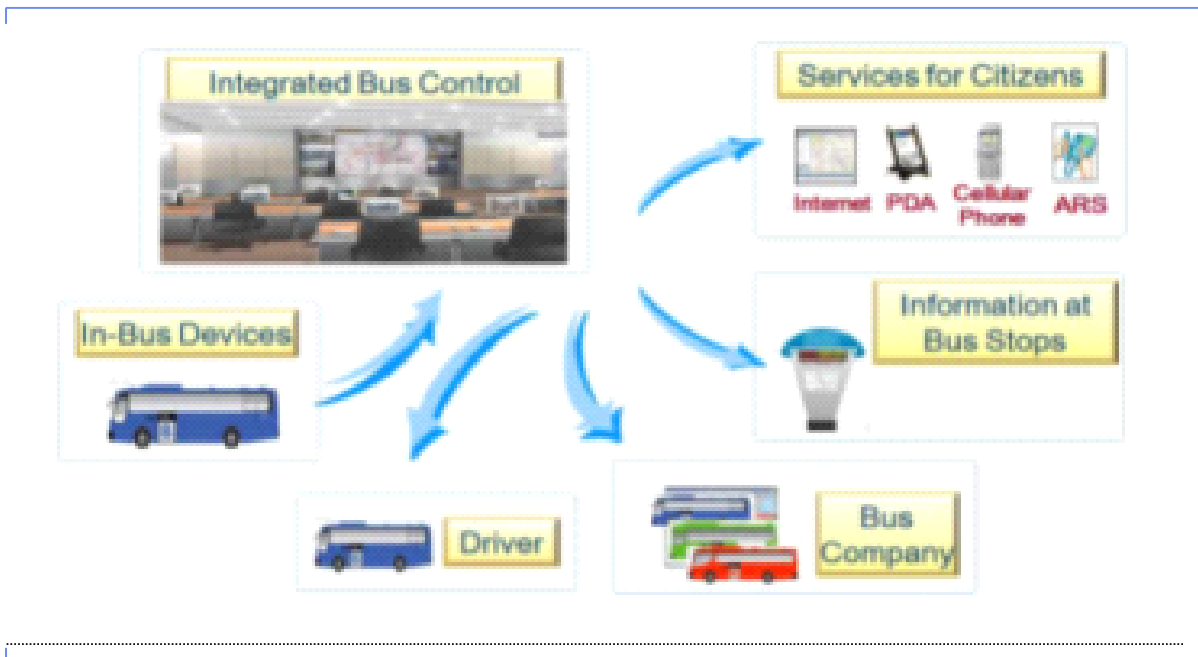 Integrated Bus Control
Services for Citizens
Internet PDA Cellular Phone ARS
In-Bus Devices
Information at
Bus Stops
Driver
Bus
Company